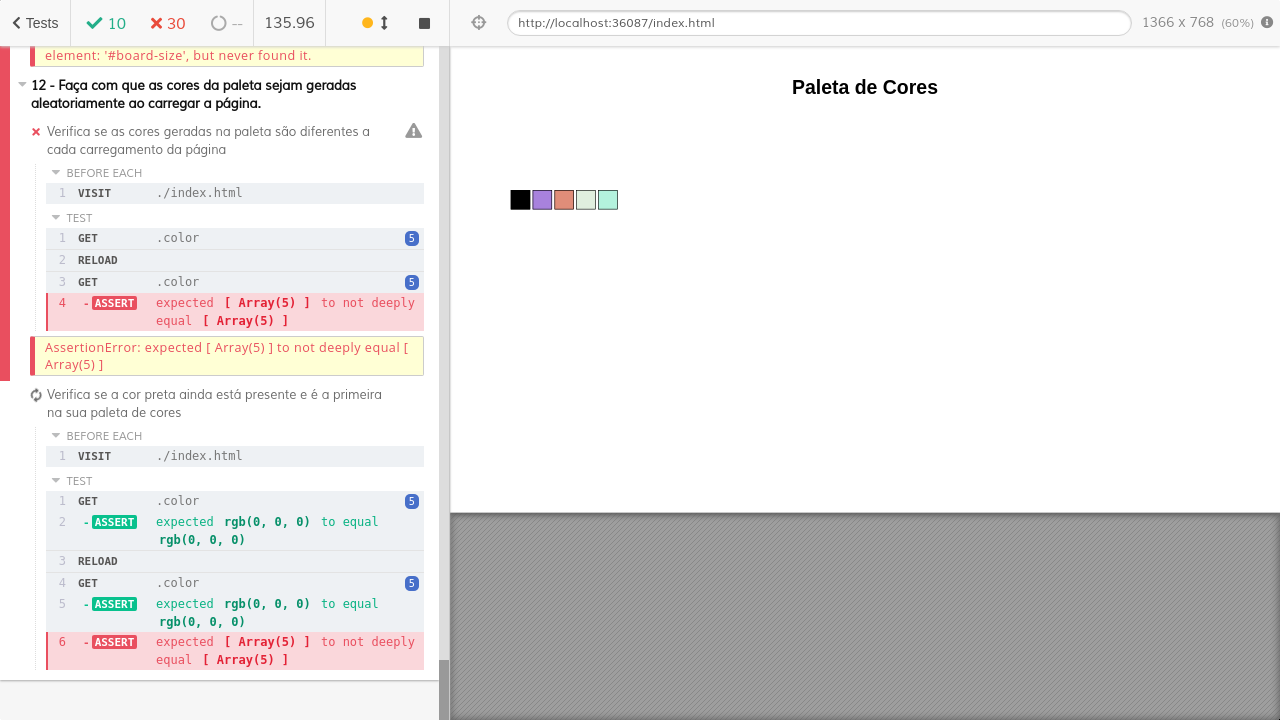 Tests
10
30
--
135.96
http://localhost:36087/index.html
1366 x 768 (60%)
element: '#board-size', but never found it.
12 - Faça com que as cores da paleta sejam geradas
aleatoriamente ao carregar a página.
Verifica se as cores geradas na paleta são diferentes a
cada carregamento da página
BEFORE EACH
1 VISIT ./index.html
TEST
1 GET .color 5
2 RELOAD
3 GET .color 5
4 -ASSERT expected [ Array(5) ] to not deeply
equal [ Array(5) ]
AssertionError: expected [ Array(5) ] to not deeply equal [
Array(5) ]
Verifica se a cor preta ainda está presente e é a primeira
na sua paleta de cores
BEFORE EACH
1 VISIT ./index.html
TEST
1 GET .color 5
2 -ASSERT expected rgb(0, 0, 0) to equal
rgb(0, 0, 0)
3 RELOAD
4 GET .color 5
5 -ASSERT expected rgb(0, 0, 0) to equal
rgb(0, 0, 0)
6 -ASSERT expected [ Array(5) ] to not deeply
equal [ Array(5) ]
Paleta de Cores